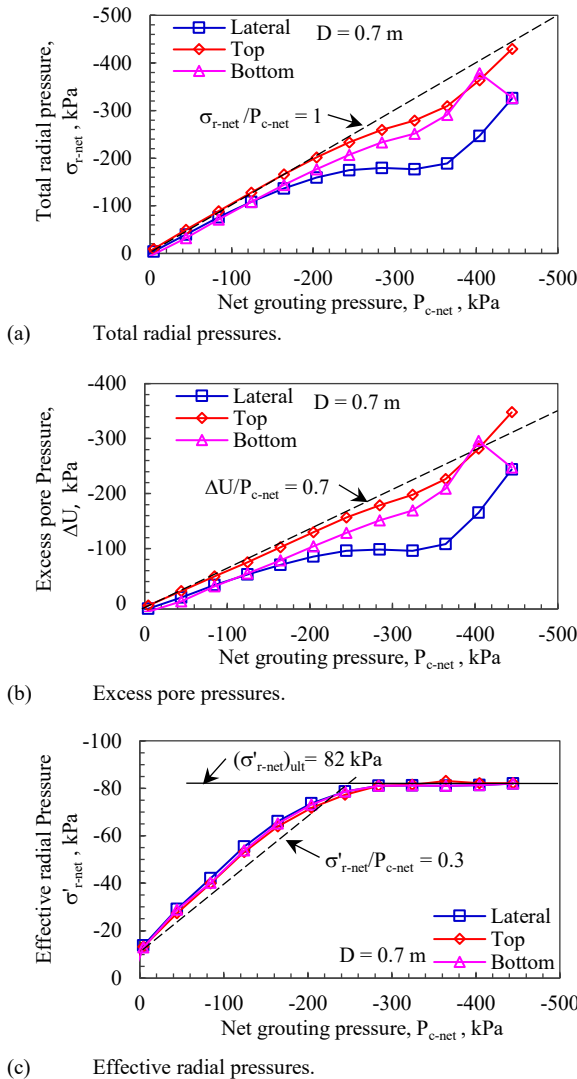 -500
-400
-300
-200
-100
0
Total radial pressure,
σr-net , kPa
Lateral
Top
Bottom
D = 0.7 m
σr-net /Pc-net = 1
0 -100 -200 -300 -400 -500
Net grouting pressure, Pc-net , kPa
(a) Total radial pressures.
-400
-300
-200
-100
0
Excess pore Pressure,
ΔU, kPa
Lateral
Top
Bottom
D = 0.7 m
ΔU/Pc-net = 0.7
0 -100 -200 -300 -400 -500
Net grouting pressure, Pc-net , kPa
(b) Excess pore pressures.
-100
-80
-60
-40
-20
0
Effective radial Pressure
σ'r-net , kPa
(σ'r-net)ult= 82 kPa
σ'r-net/Pc-net = 0.3
Lateral
Top
Bottom
D = 0.7 m
0 -100 -200 -300 -400 -500
Net grouting pressure, Pc-net , kPa
(c) Effective radial pressures.